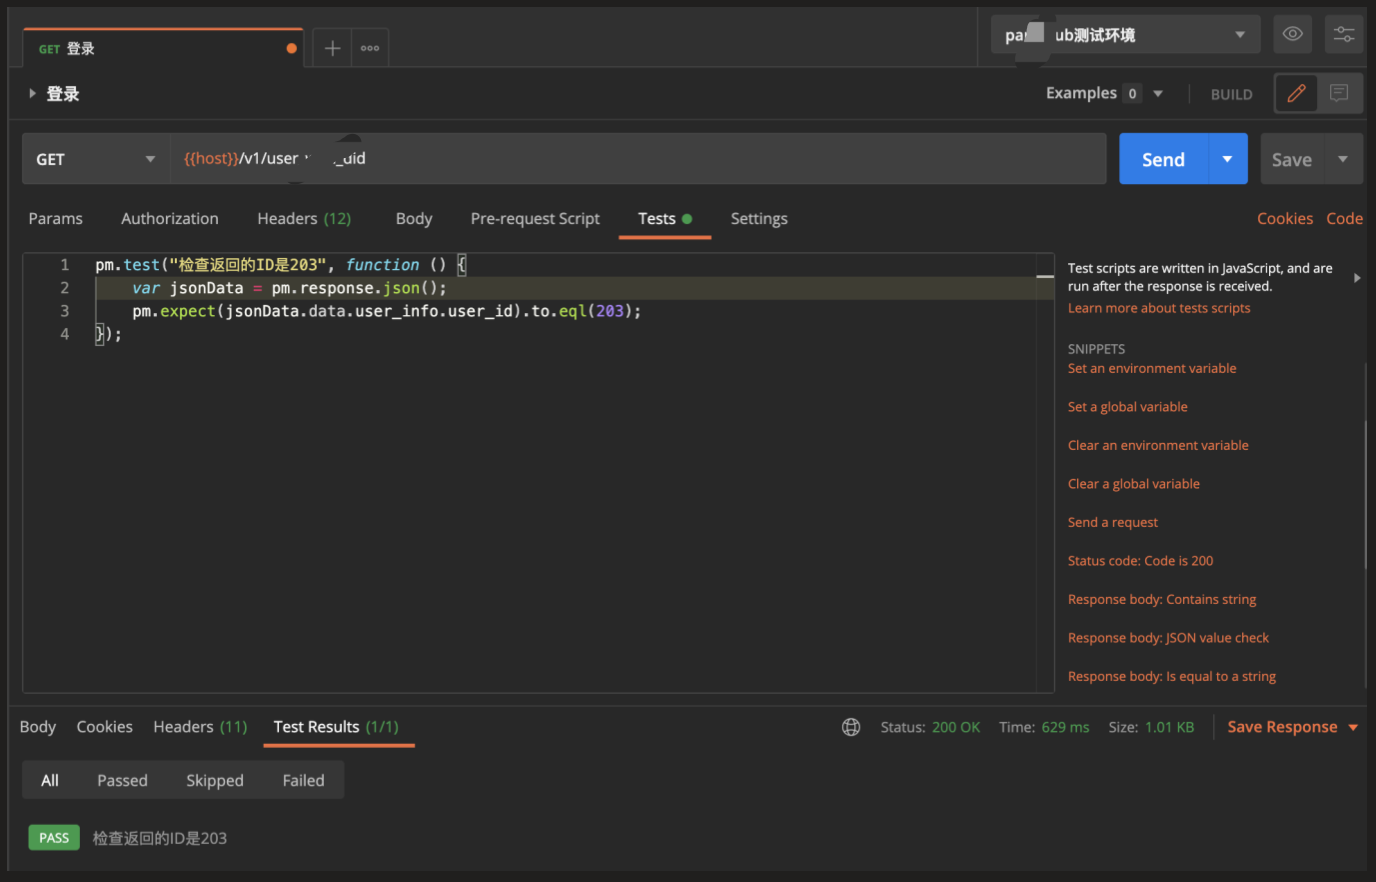 GET 登录
ub测试环境
登录
Examples 0
BUILD
GET
{{host}}/v1/user
_uid
Send
Save
Params
Authorization
Headers (12)
Body
Pre-request Script
Tests
Settings
Cookies
Code
1 pm.test("检查返回的ID是203", function () {
2 var jsonData = pm.response.json();
3 pm.expect(jsonData.data.user_info.user_id).to.eql(203);
4 });
Test scripts are written in JavaScript, and are
run after the response is received.
Learn more about tests scripts
SNIPPETS
Set an environment variable
Set a global variable
Clear an environment variable
Clear a global variable
Send a request
Status code: Code is 200
Response body: Contains string
Response body: JSON value check
Response body: Is equal to a string
Body
Cookies
Headers (11)
Test Results (1/1)
Status: 200 OK
Time: 629 ms
Size: 1.01 KB
Save Response
All
Passed
Skipped
Failed
PASS 检查返回的ID是203